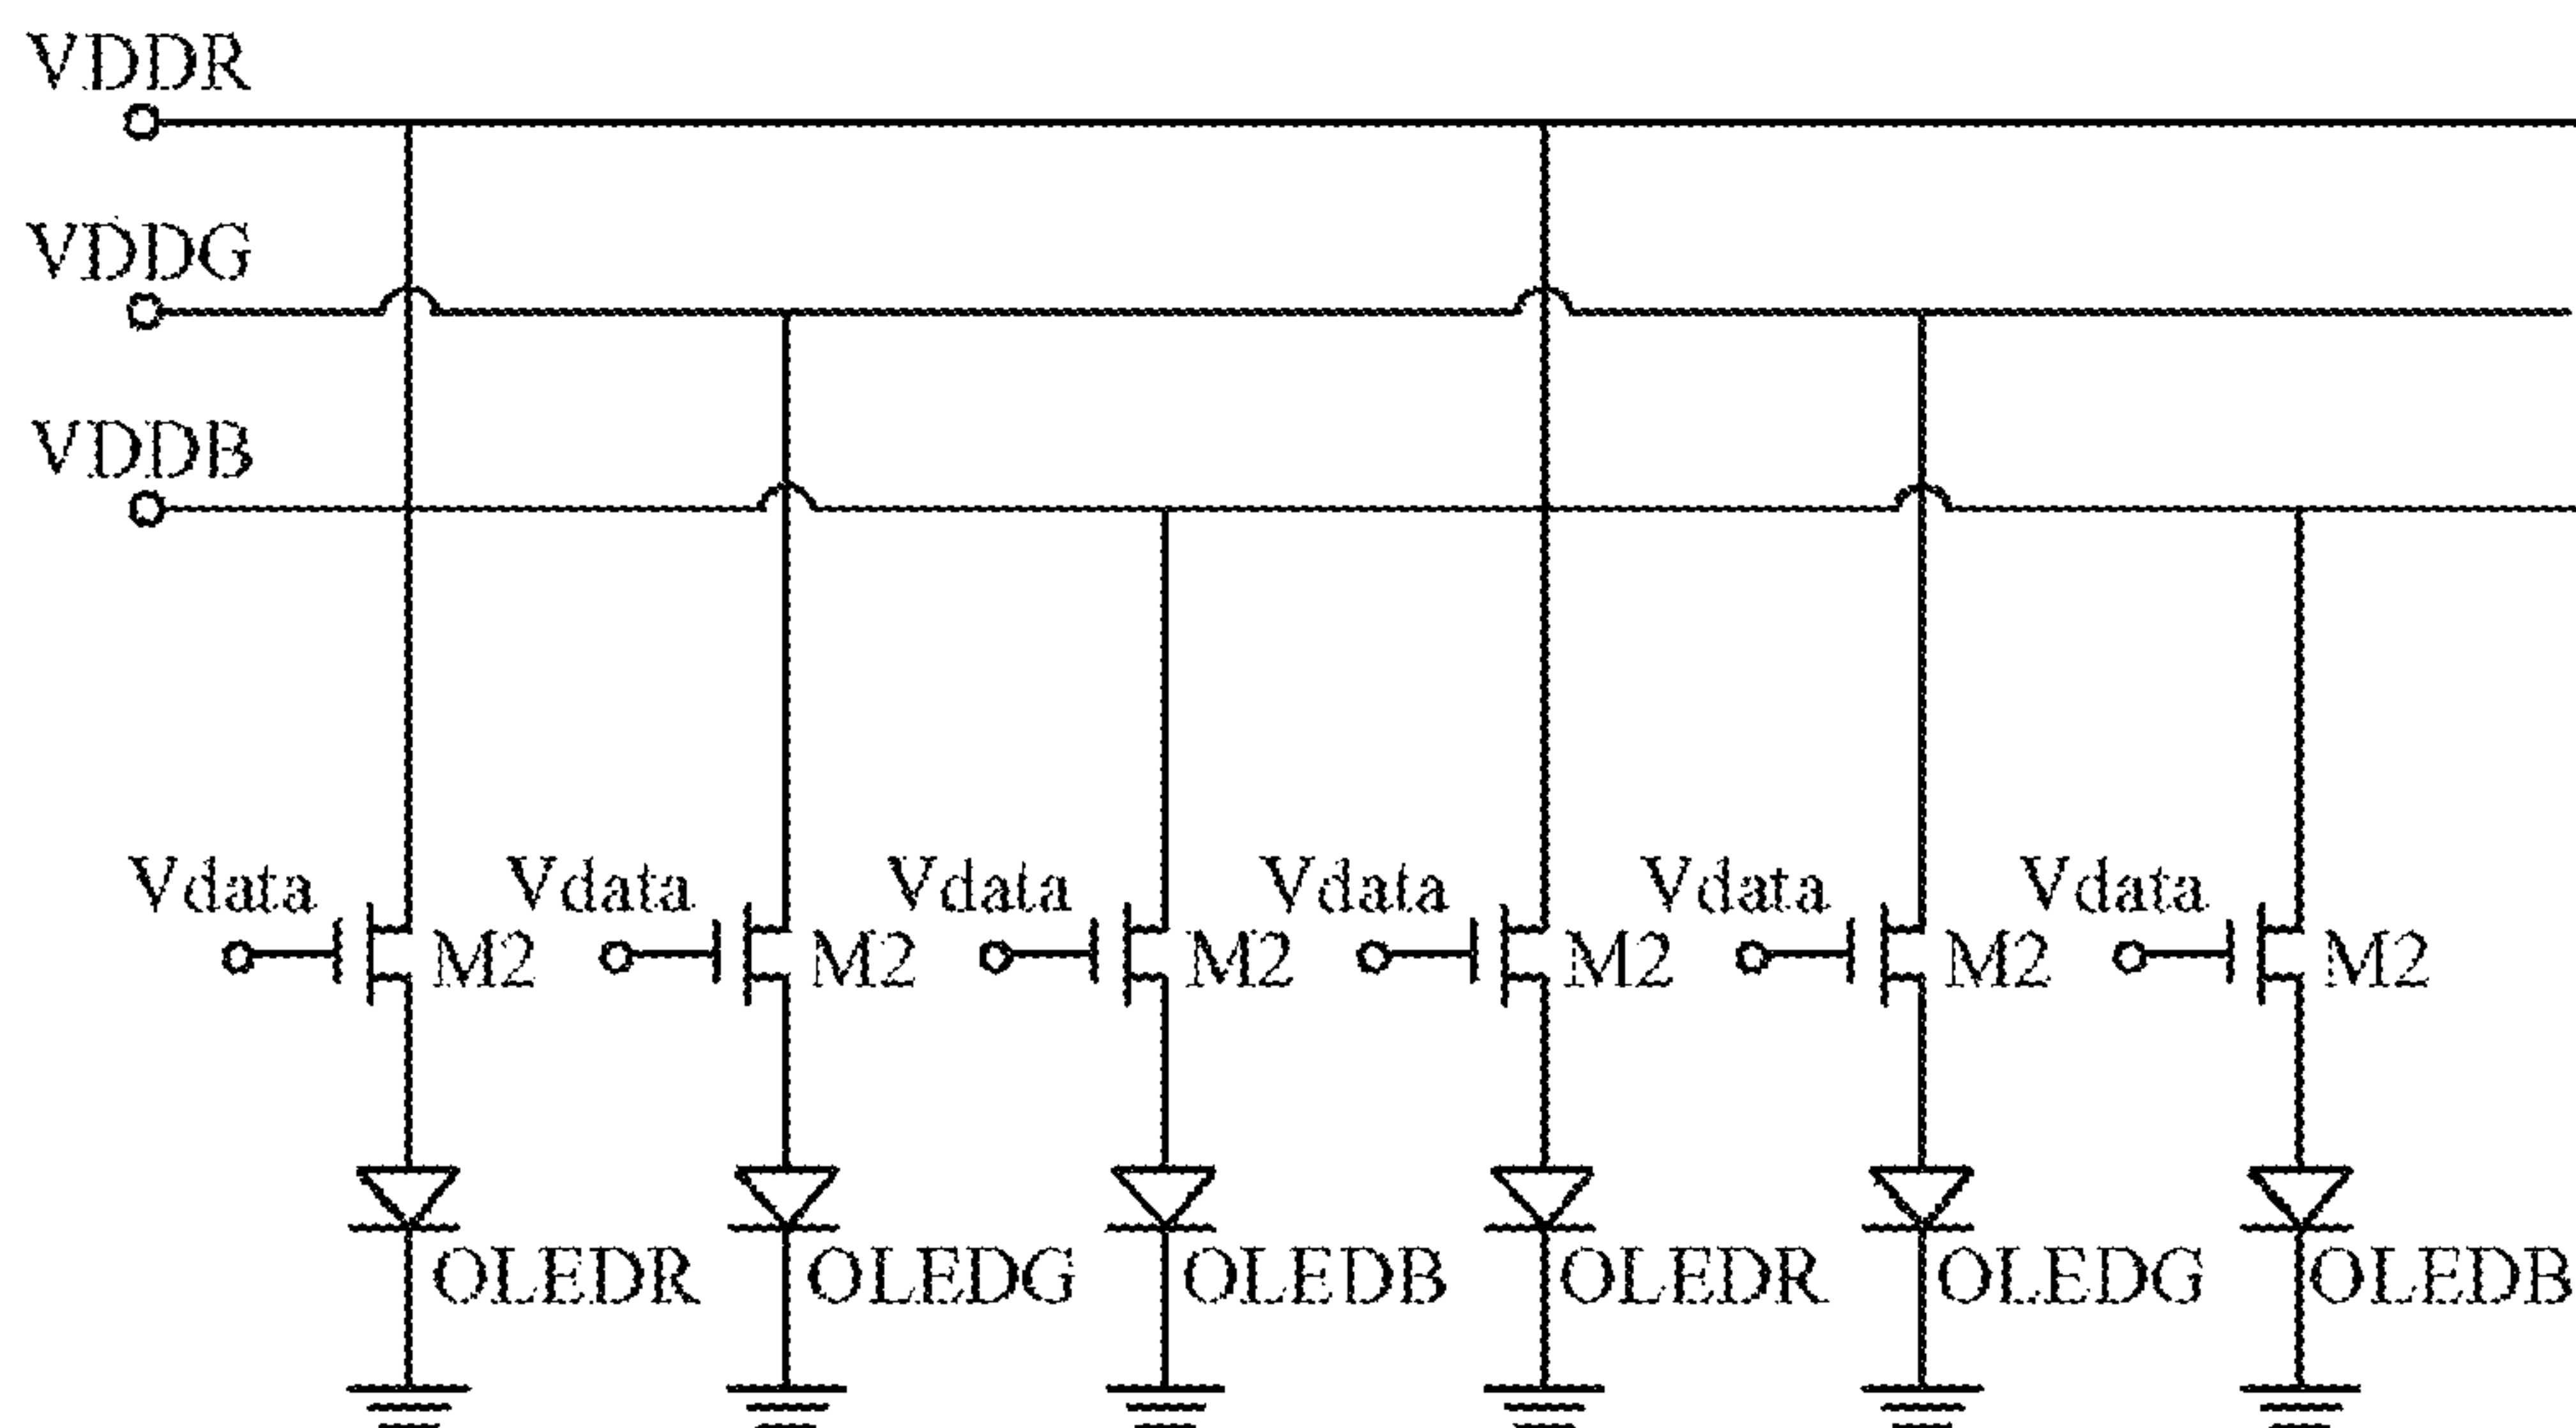 VDDR
VDDG
VDDB
Vdata Vdata Vdata Vdata Vdata Vdata
M2 M2 M2 M2 M2 M2
OLEDR OLEDG OLEDB OLEDR OLEDG OLEDB